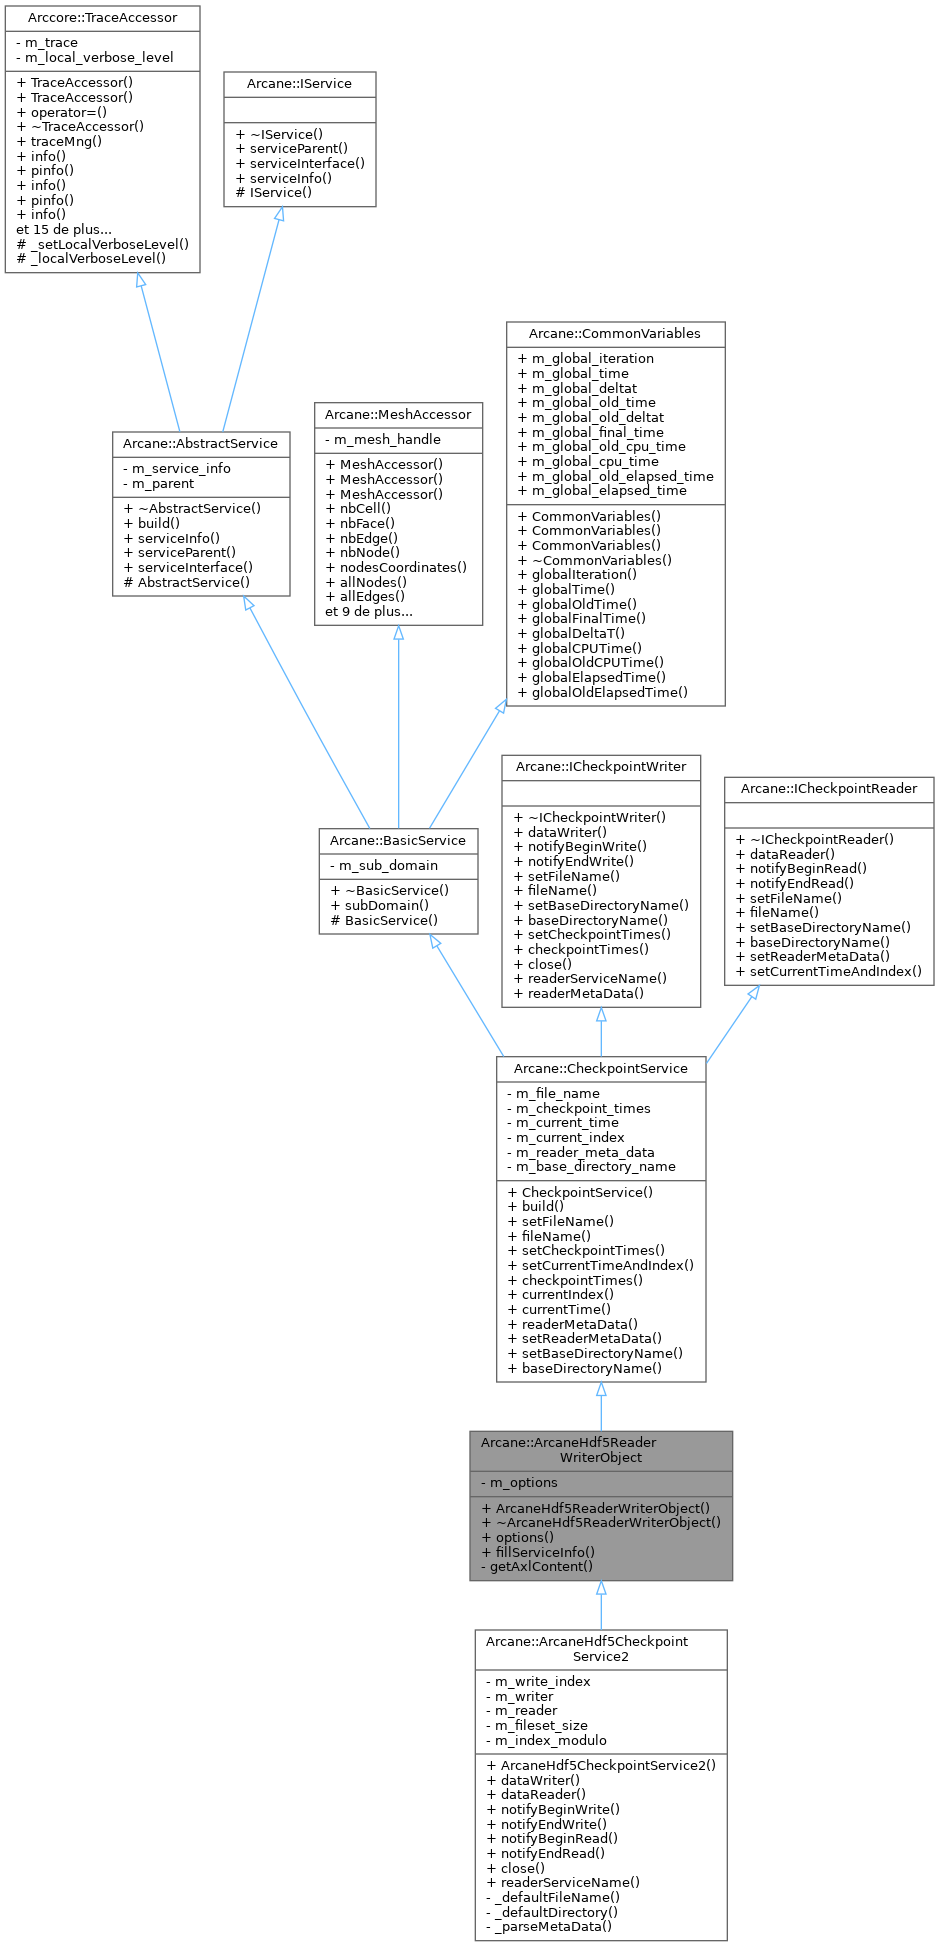 Arccore::TraceAccessor
- m_trace
- m_local_verbose_level
+ TraceAccessor()
+ TraceAccessor()
+ operator=()
+ ~TraceAccessor()
+ traceMng()
+ info()
+ pinfo()
+ info()
+ pinfo()
+ info()
et 15 de plus...
# _setLocalVerboseLevel()
# _localVerboseLevel()
Arcane::IService
+ ~IService()
+ serviceParent()
+ serviceInterface()
+ serviceInfo()
# IService()
Arcane::CommonVariables
+ m_global_iteration
+ m_global_time
+ m_global_deltat
+ m_global_old_time
+ m_global_old_deltat
+ m_global_final_time
+ m_global_old_cpu_time
+ m_global_cpu_time
+ m_global_old_elapsed_time
+ m_global_elapsed_time
+ CommonVariables()
+ CommonVariables()
+ CommonVariables()
+ ~CommonVariables()
+ globalIteration()
+ globalTime()
+ globalOldTime()
+ globalFinalTime()
+ globalDeltaT()
+ globalCPUTime()
+ globalOldCPUTime()
+ globalElapsedTime()
+ globalOldElapsedTime()
Arcane::MeshAccessor
- m_mesh_handle
+ MeshAccessor()
+ MeshAccessor()
+ MeshAccessor()
+ nbCell()
+ nbFace()
+ nbEdge()
+ nbNode()
+ nodesCoordinates()
+ allNodes()
+ allEdges()
et 9 de plus...
Arcane::AbstractService
- m_service_info
- m_parent
+ ~AbstractService()
+ build()
+ serviceInfo()
+ serviceParent()
+ serviceInterface()
# AbstractService()
Arcane::ICheckpointWriter
+ ~ICheckpointWriter()
+ dataWriter()
+ notifyBeginWrite()
+ notifyEndWrite()
+ setFileName()
+ fileName()
+ setBaseDirectoryName()
+ baseDirectoryName()
+ setCheckpointTimes()
+ checkpointTimes()
+ close()
+ readerServiceName()
+ readerMetaData()
Arcane::ICheckpointReader
+ ~ICheckpointReader()
+ dataReader()
+ notifyBeginRead()
+ notifyEndRead()
+ setFileName()
+ fileName()
+ setBaseDirectoryName()
+ baseDirectoryName()
+ setReaderMetaData()
+ setCurrentTimeAndIndex()
Arcane::BasicService
- m_sub_domain
+ ~BasicService()
+ subDomain()
# BasicService()
Arcane::CheckpointService
- m_file_name
- m_checkpoint_times
- m_current_time
- m_current_index
- m_reader_meta_data
- m_base_directory_name
+ CheckpointService()
+ build()
+ setFileName()
+ fileName()
+ setCheckpointTimes()
+ setCurrentTimeAndIndex()
+ checkpointTimes()
+ currentIndex()
+ currentTime()
+ readerMetaData()
+ setReaderMetaData()
+ setBaseDirectoryName()
+ baseDirectoryName()
Arcane::ArcaneHdf5Reader
WriterObject
- m_options
+ ArcaneHdf5ReaderWriterObject()
+ ~ArcaneHdf5ReaderWriterObject()
+ options()
+ fillServiceInfo()
- getAxlContent()
Arcane::ArcaneHdf5Checkpoint
Service2
- m_write_index
- m_writer
- m_reader
- m_fileset_size
- m_index_modulo
+ ArcaneHdf5CheckpointService2()
+ dataWriter()
+ dataReader()
+ notifyBeginWrite()
+ notifyEndWrite()
+ notifyBeginRead()
+ notifyEndRead()
+ close()
+ readerServiceName()
- _defaultFileName()
- _defaultDirectory()
- _parseMetaData()